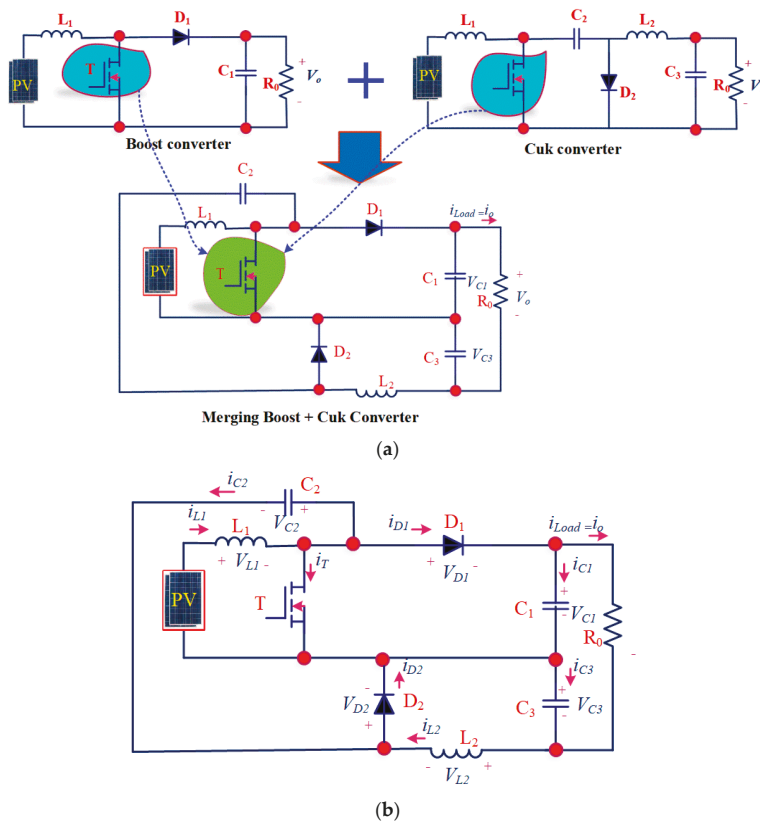 L1
D1
T
PV
C1
R0
+
Vo
-
Boost converter
+
L1
C2
L2
PV
D2
C3
R0
+
V
-
Cuk converter
C2
L1
D1
iLoad =io
PV
T
C1
VC1
R0
+
Vo
-
D2
C3
VC3
L2
Merging Boost + Cuk Converter
(a)
iC2
C2
- +
VC2
iL1
L1
+ VL1 -
iD1
D1
+ VD1 -
iLoad =io
iT
T
PV
iC1
+
C1
VC1
-
R0
-
iD2
-
VD2
D2
+
iC3
+
C3
VC3
-
iL2
L2
- VL2 +
(b)